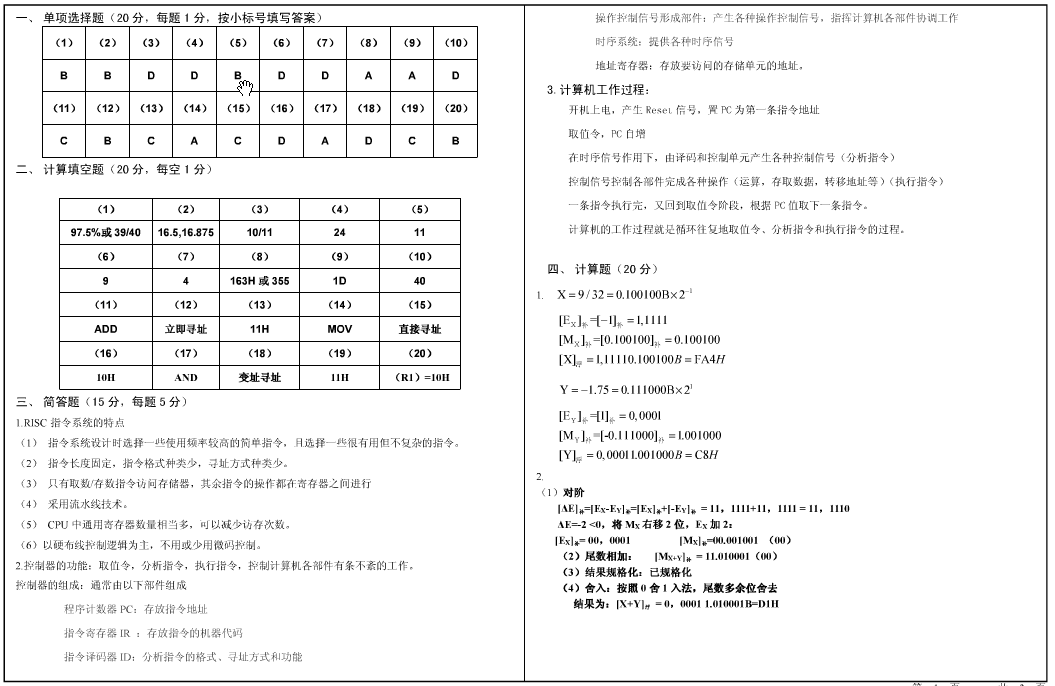 一、 单项选择题（20 分，每题 1 分，按小标号填写答案）
（1） （2） （3） （4） （5） （6） （7） （8） （9） （10）
B B D D B D D A A D
（11） （12） （13） （14） （15） （16） （17） （18） （19） （20）
C B C A C D A D C B
二、 计算填空题（20 分，每空 1 分）
（1） （2） （3） （4） （5）
97.5%或 39/40 16.5,16.875 10/11 24 11
（6） （7） （8） （9） （10）
9 4 163H 或 355 1D 40
（11） （12） （13） （14） （15）
ADD 立即寻址 11H MOV 直接寻址
（16） （17） （18） （19） （20）
10H AND 变址寻址 11H （R1）=10H
三、 简答题（15 分，每题 5 分）
1.RISC 指令系统的特点
（1） 指令系统设计时选择一些使用频率较高的简单指令，且选择一些很有用但不复杂的指令。
（2） 指令长度固定，指令格式种类少，寻址方式种类少。
（3） 只有取数/存数指令访问存储器，其余指令的操作都在寄存器之间进行
（4） 采用流水线技术。
（5） CPU 中通用寄存器数量相当多，可以减少访存次数。
（6）以硬布线控制逻辑为主，不用或少用微码控制。
2.控制器的功能：取值令，分析指令，执行指令，控制计算机各部件有条不紊的工作。
控制器的组成：通常由以下部件组成
程序计数器 PC：存放指令地址
指令寄存器 IR ：存放指令的机器代码
指令译码器 ID：分析指令的格式、寻址方式和功能
操作控制信号形成部件：产生各种操作控制信号，指挥计算机各部件协调工作
时序系统：提供各种时序信号
地址寄存器：存放要访问的存储单元的地址。
3. 计算机工作过程：
开机上电，产生 Reset 信号，置 PC 为第一条指令地址
取值令，PC 自增
在时序信号作用下，由译码和控制单元产生各种控制信号（分析指令）
控制信号控制各部件完成各种操作（运算，存取数据，转移地址等）（执行指令）
一条指令执行完，又回到取值令阶段，根据 PC 值取下一条指令。
计算机的工作过程就是循环往复地取值令、分析指令和执行指令的过程。
四、 计算题（20 分）
1. X = 9 / 32 = 0.100100B×2⁻¹
[E_X]补=[−1]补 = 1,1111
[M_X]补=[0.100100]补 = 0.100100
[X]浮 = 1,11110.100100B = FA4H
Y = −1.75 = 0.111000B×2¹
[E_Y]补=[1]补 = 0,0001
[M_Y]补=[-0.111000]补 = 1.001000
[Y]浮 = 0,00011.001000B = C8H
2.
（1）对阶
[ΔE]补=[E_X-E_Y]补=[E_X]补+[-E_Y]补 = 11，1111+11，1111 = 11，1110
ΔE=-2 <0，将 M_X 右移 2 位，E_X 加 2：
[E_X]补= 00，0001 [M_X]补=00.001001 （00）
（2）尾数相加： [M_X+Y]补 = 11.010001（00）
（3）结果规格化：已规格化
（4）舍入：按照 0 舍 1 入法，尾数多余位舍去
结果为：[X+Y]浮 = 0，0001 1.010001B=D1H